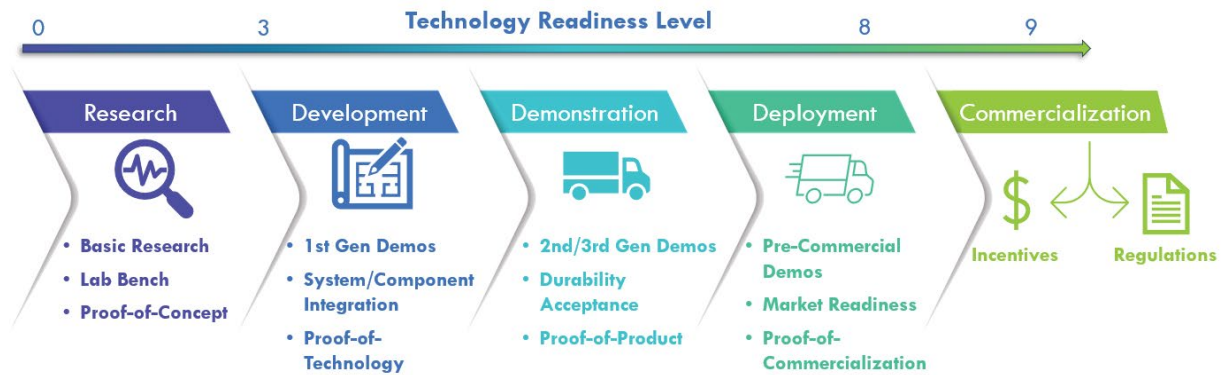 Technology Readiness Level
0 3 8 9
Research
• Basic Research
• Lab Bench
• Proof-of-Concept
Development
• 1st Gen Demos
• System/Component
Integration
• Proof-of-
Technology
Demonstration
• 2nd/3rd Gen Demos
• Durability
Acceptance
• Proof-of-Product
Deployment
• Pre-Commercial
Demos
• Market Readiness
• Proof-of-
Commercialization
Commercialization
$
Incentives
Regulations